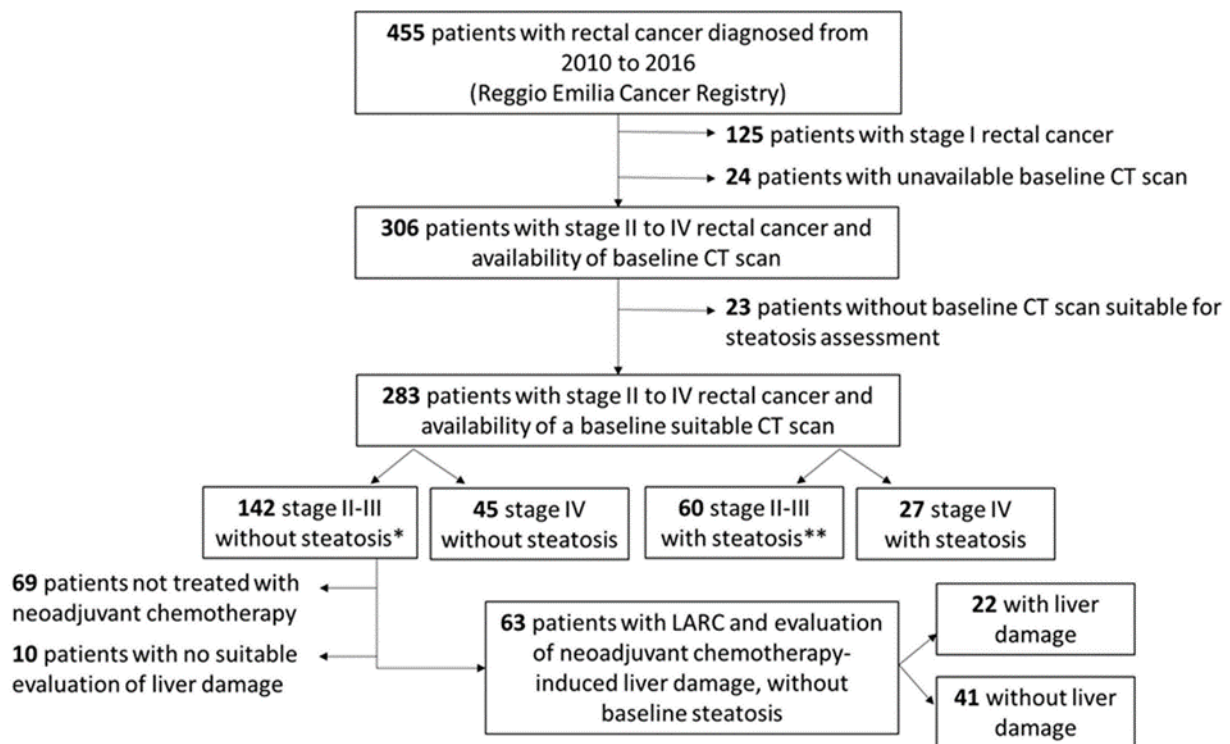 455 patients with rectal cancer diagnosed from
2010 to 2016
(Reggio Emilia Cancer Registry)
125 patients with stage I rectal cancer
24 patients with unavailable baseline CT scan
306 patients with stage II to IV rectal cancer and
availability of baseline CT scan
23 patients without baseline CT scan suitable for
steatosis assessment
283 patients with stage II to IV rectal cancer and
availability of a baseline suitable CT scan
142 stage II-III
without steatosis*
45 stage IV
without steatosis
60 stage II-III
with steatosis**
27 stage IV
with steatosis
69 patients not treated with
neoadjuvant chemotherapy
10 patients with no suitable
evaluation of liver damage
63 patients with LARC and evaluation
of neoadjuvant chemotherapy-
induced liver damage, without
baseline steatosis
22 with liver
damage
41 without liver
damage